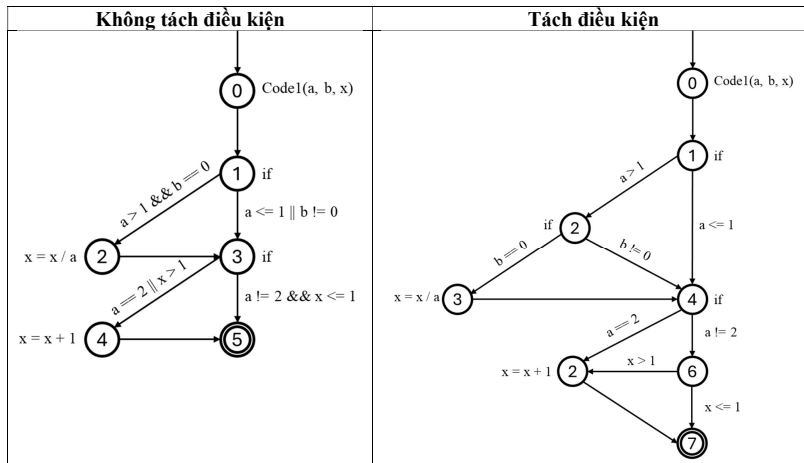 Không tách điều kiện
0
Code1(a, b, x)
1
if
a > 1 && b == 0
a <= 1 || b != 0
x = x / a
2
3
if
a == 2 || x > 1
a != 2 && x <= 1
x = x + 1
4
5
Tách điều kiện
0
Code1(a, b, x)
1
if
a > 1
a <= 1
if
2
b == 0
b != 0
x = x / a
3
4
if
a == 2
a != 2
x > 1
x = x + 1
2
6
x <= 1
7